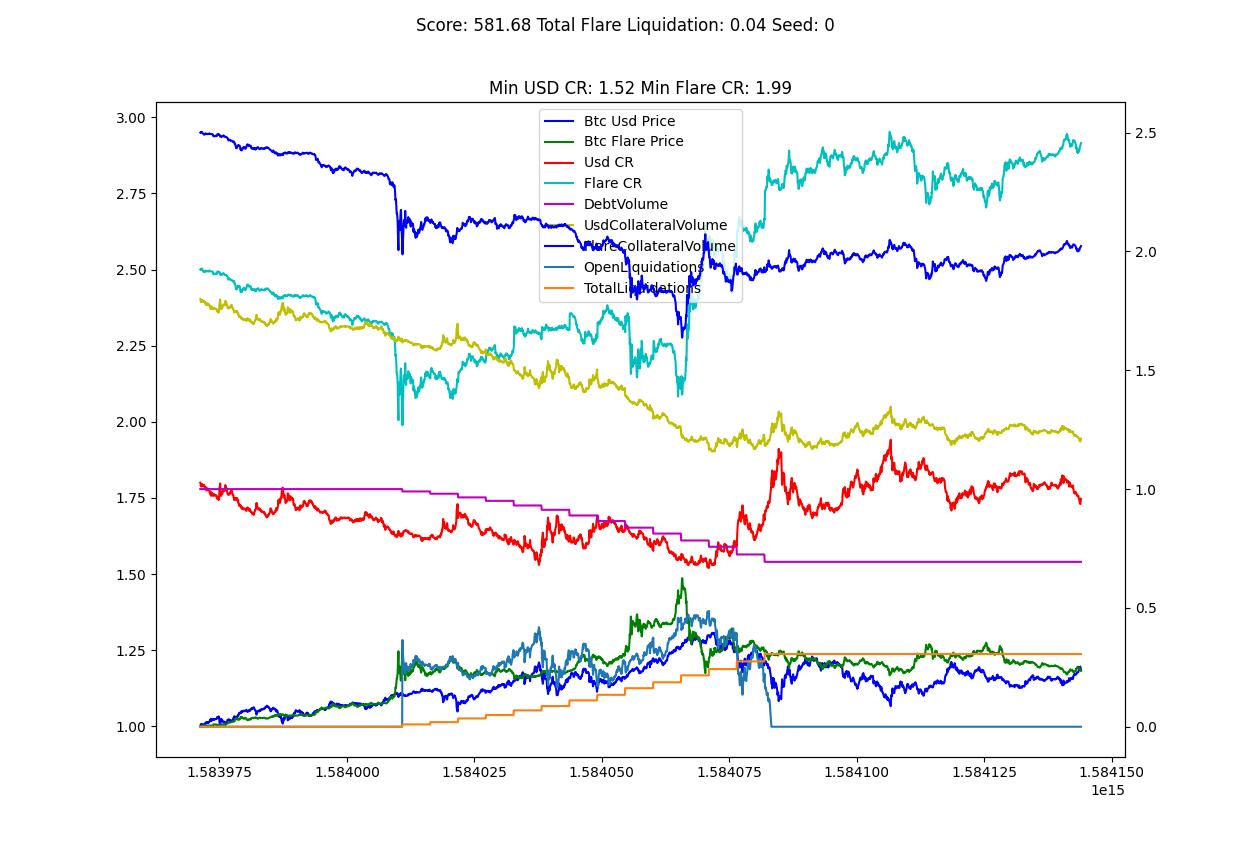 Score: 581.68 Total Flare Liquidation: 0.04 Seed: 0
Min USD CR: 1.52 Min Flare CR: 1.99
Btc Usd Price
Btc Flare Price
Usd CR
Flare CR
DebtVolume
UsdCollateralVolume
FlareCollateralVolume
OpenLiquidations
TotalLiquidations
3.00
2.75
2.50
2.25
2.00
1.75
1.50
1.25
1.00
2.5
2.0
1.5
1.0
0.5
0.0
1.583975
1.584000
1.584025
1.584050
1.584075
1.584100
1.584125
1.584150
1e15